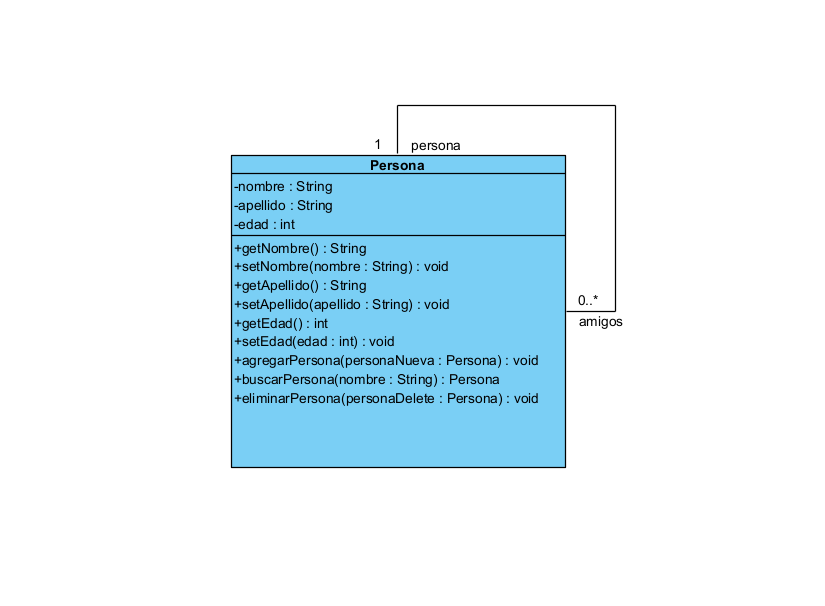 1 persona
Persona
-nombre : String
-apellido : String
-edad : int
+getNombre() : String
+setNombre(nombre : String) : void
+getApellido() : String
+setApellido(apellido : String) : void
+getEdad() : int
+setEdad(edad : int) : void
+agregarPersona(personaNueva : Persona) : void
+buscarPersona(nombre : String) : Persona
+eliminarPersona(personaDelete : Persona) : void
0..*
amigos